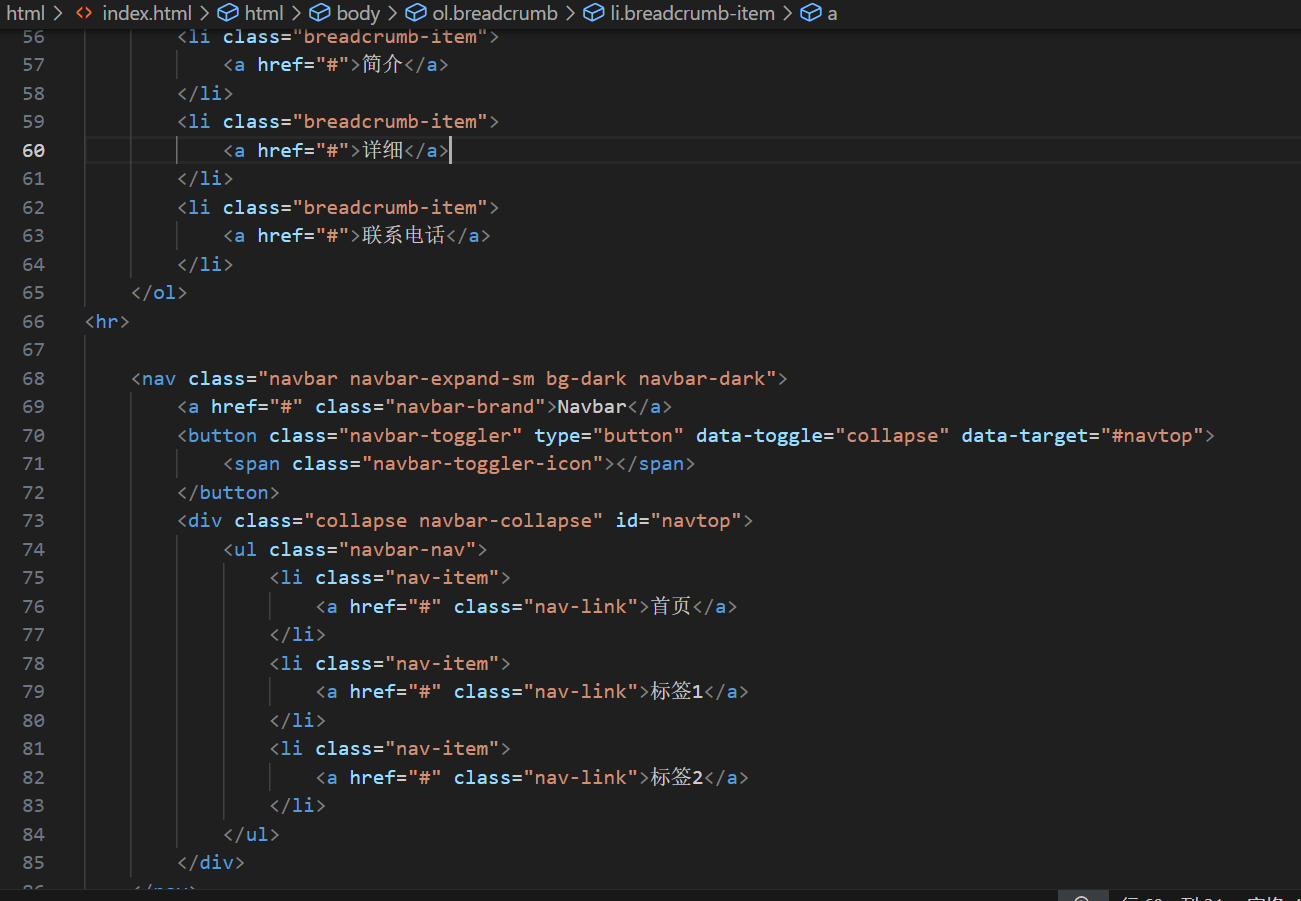 html > <> index.html > html > body > ol.breadcrumb > li.breadcrumb-item > a
56 <li class="breadcrumb-item">
57 <a href="#">简介</a>
58 </li>
59 <li class="breadcrumb-item">
60 <a href="#">详细</a>
61 </li>
62 <li class="breadcrumb-item">
63 <a href="#">联系电话</a>
64 </li>
65 </ol>
66 <hr>
67
68 <nav class="navbar navbar-expand-sm bg-dark navbar-dark">
69 <a href="#" class="navbar-brand">Navbar</a>
70 <button class="navbar-toggler" type="button" data-toggle="collapse" data-target="#navtop">
71 <span class="navbar-toggler-icon"></span>
72 </button>
73 <div class="collapse navbar-collapse" id="navtop">
74 <ul class="navbar-nav">
75 <li class="nav-item">
76 <a href="#" class="nav-link">首页</a>
77 </li>
78 <li class="nav-item">
79 <a href="#" class="nav-link">标签1</a>
80 </li>
81 <li class="nav-item">
82 <a href="#" class="nav-link">标签2</a>
83 </li>
84 </ul>
85 </div>